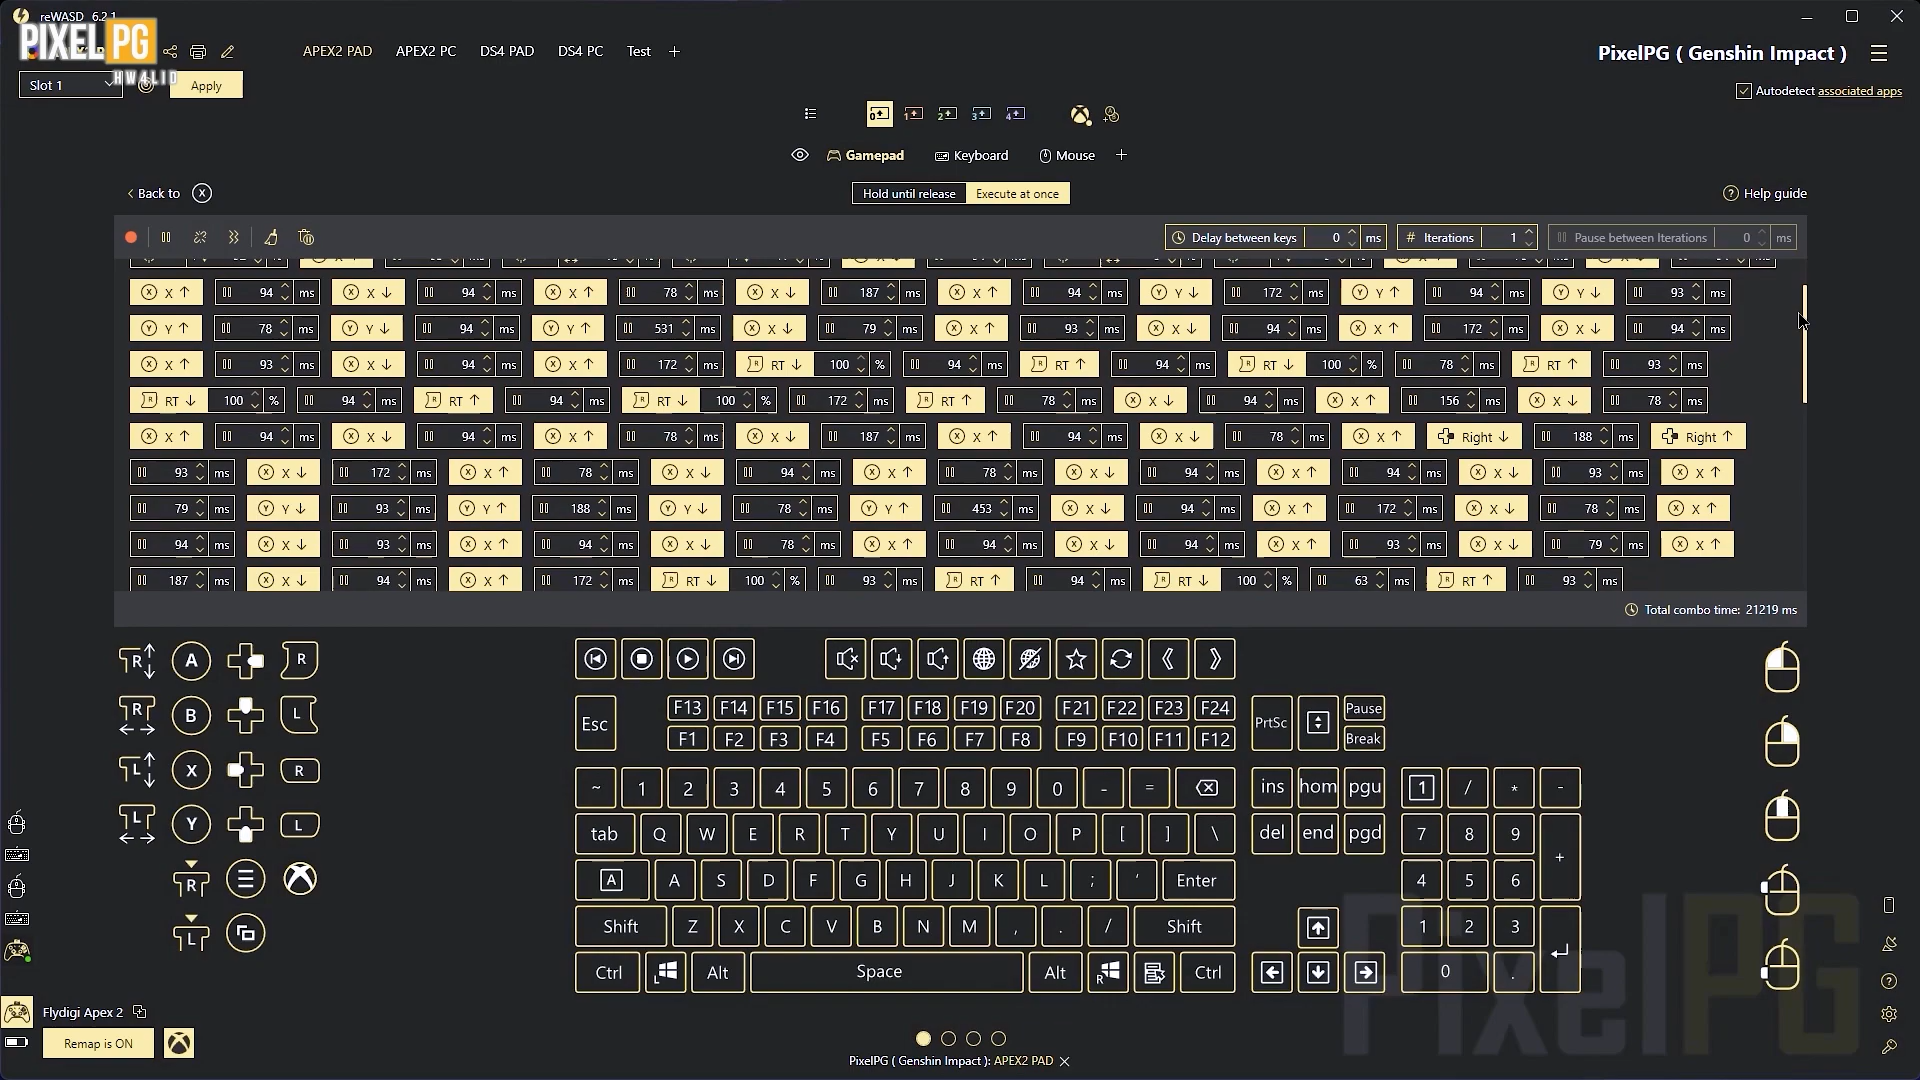 reWASD 6.2.1
PIXEL PG
HW4LID
APEX2 PAD APEX2 PC DS4 PAD DS4 PC Test
PixelPG ( Genshin Impact )
Slot 1 Apply
Autodetect associated apps
0 1 2 3 4
Gamepad Keyboard Mouse
Back to X Hold until release Execute at once Help guide
Delay between keys 0 ms # Iterations 1 Pause between Iterations 0 ms
X ↑ 94 ms X ↓ 94 ms X ↑ 78 ms X ↓ 187 ms X ↑ 94 ms Y ↓ 172 ms Y ↑ 94 ms Y ↓ 93 ms
Y ↑ 78 ms Y ↓ 94 ms Y ↑ 531 ms X ↓ 79 ms X ↑ 93 ms X ↓ 94 ms X ↑ 172 ms X ↓ 94 ms
X ↑ 93 ms X ↓ 94 ms X ↑ 172 ms RT ↓ 100 % 94 ms RT ↑ 94 ms RT ↓ 100 % 78 ms RT ↑ 93 ms
RT ↓ 100 % 94 ms RT ↑ 94 ms RT ↓ 100 % 172 ms RT ↑ 78 ms X ↓ 94 ms X ↑ 156 ms X ↓ 78 ms
X ↑ 94 ms X ↓ 94 ms X ↑ 78 ms X ↓ 187 ms X ↑ 94 ms X ↓ 78 ms X ↑ Right ↓ 188 ms Right ↑
93 ms X ↓ 172 ms X ↑ 78 ms X ↓ 94 ms X ↑ 78 ms X ↓ 94 ms X ↑ 94 ms X ↓ 93 ms X ↑
79 ms Y ↓ 93 ms Y ↑ 188 ms Y ↓ 78 ms Y ↑ 453 ms X ↓ 94 ms X ↑ 172 ms X ↓ 78 ms X ↑
94 ms X ↓ 93 ms X ↑ 94 ms X ↓ 78 ms X ↑ 94 ms X ↓ 94 ms X ↑ 93 ms X ↓ 79 ms X ↑
187 ms X ↓ 94 ms X ↑ 172 ms RT ↓ 100 % 93 ms RT ↑ 94 ms RT ↓ 100 % 63 ms RT ↑ 93 ms
Total combo time: 21219 ms
R A R
R B L
L X R
L Y L
R
L
Esc F13 F14 F15 F16 F17 F18 F19 F20 F21 F22 F23 F24 PrtSc Pause
F1 F2 F3 F4 F5 F6 F7 F8 F9 F10 F11 F12 Break
~ 1 2 3 4 5 6 7 8 9 0 - = ins hom pgu 1 / * -
tab Q W E R T Y U I O P [ ] \ del end pgd 7 8 9 +
A A S D F G H J K L ; ' Enter 4 5 6
Shift Z X C V B N M , . / Shift 1 2 3
Ctrl L Alt Space Alt R Ctrl 0 .
PixelPG
Flydigi Apex 2
Remap is ON
PixelPG ( Genshin Impact ): APEX2 PAD